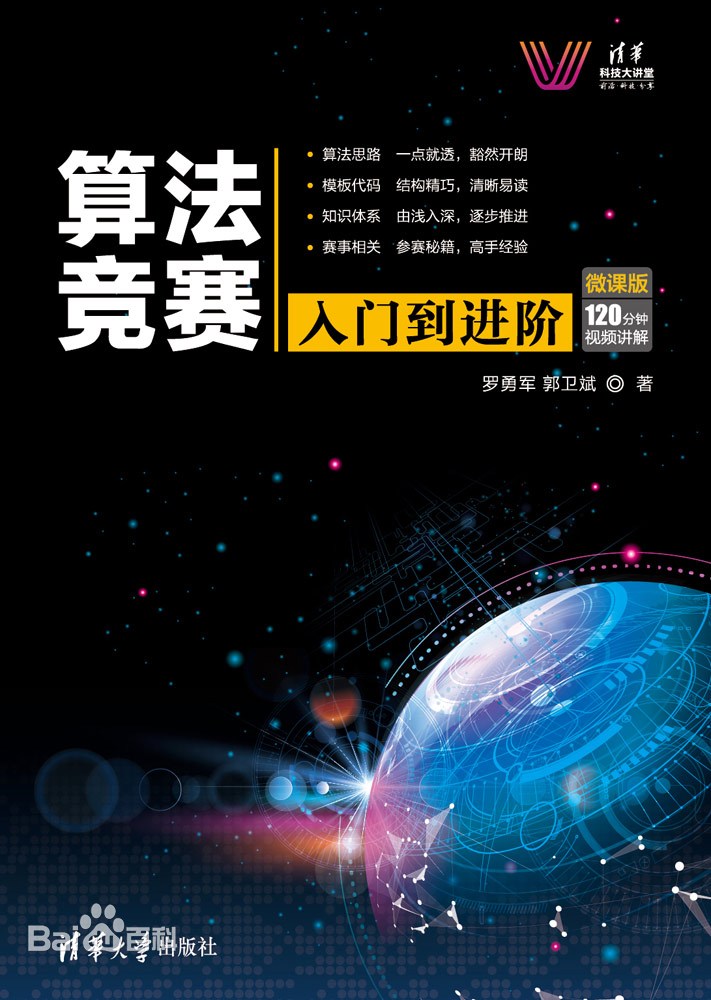 清华
科技大讲堂
前沿·科技·分享
算法
竞赛
入门到进阶
• 算法思路 一点就透，豁然开朗
• 模板代码 结构精巧，清晰易读
• 知识体系 由浅入深，逐步推进
• 赛事相关 参赛秘籍，高手经验
微课版
120分钟
视频讲解
罗勇军 郭卫斌 ◎ 著
Bai百科
清华大学出版社